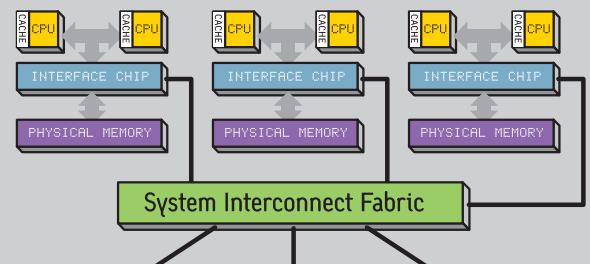 CACHE CPU CACHE CPU CACHE CPU CACHE CPU CACHE CPU CACHE CPU
INTERFACE CHIP INTERFACE CHIP INTERFACE CHIP
PHYSICAL MEMORY PHYSICAL MEMORY PHYSICAL MEMORY
System Interconnect Fabric